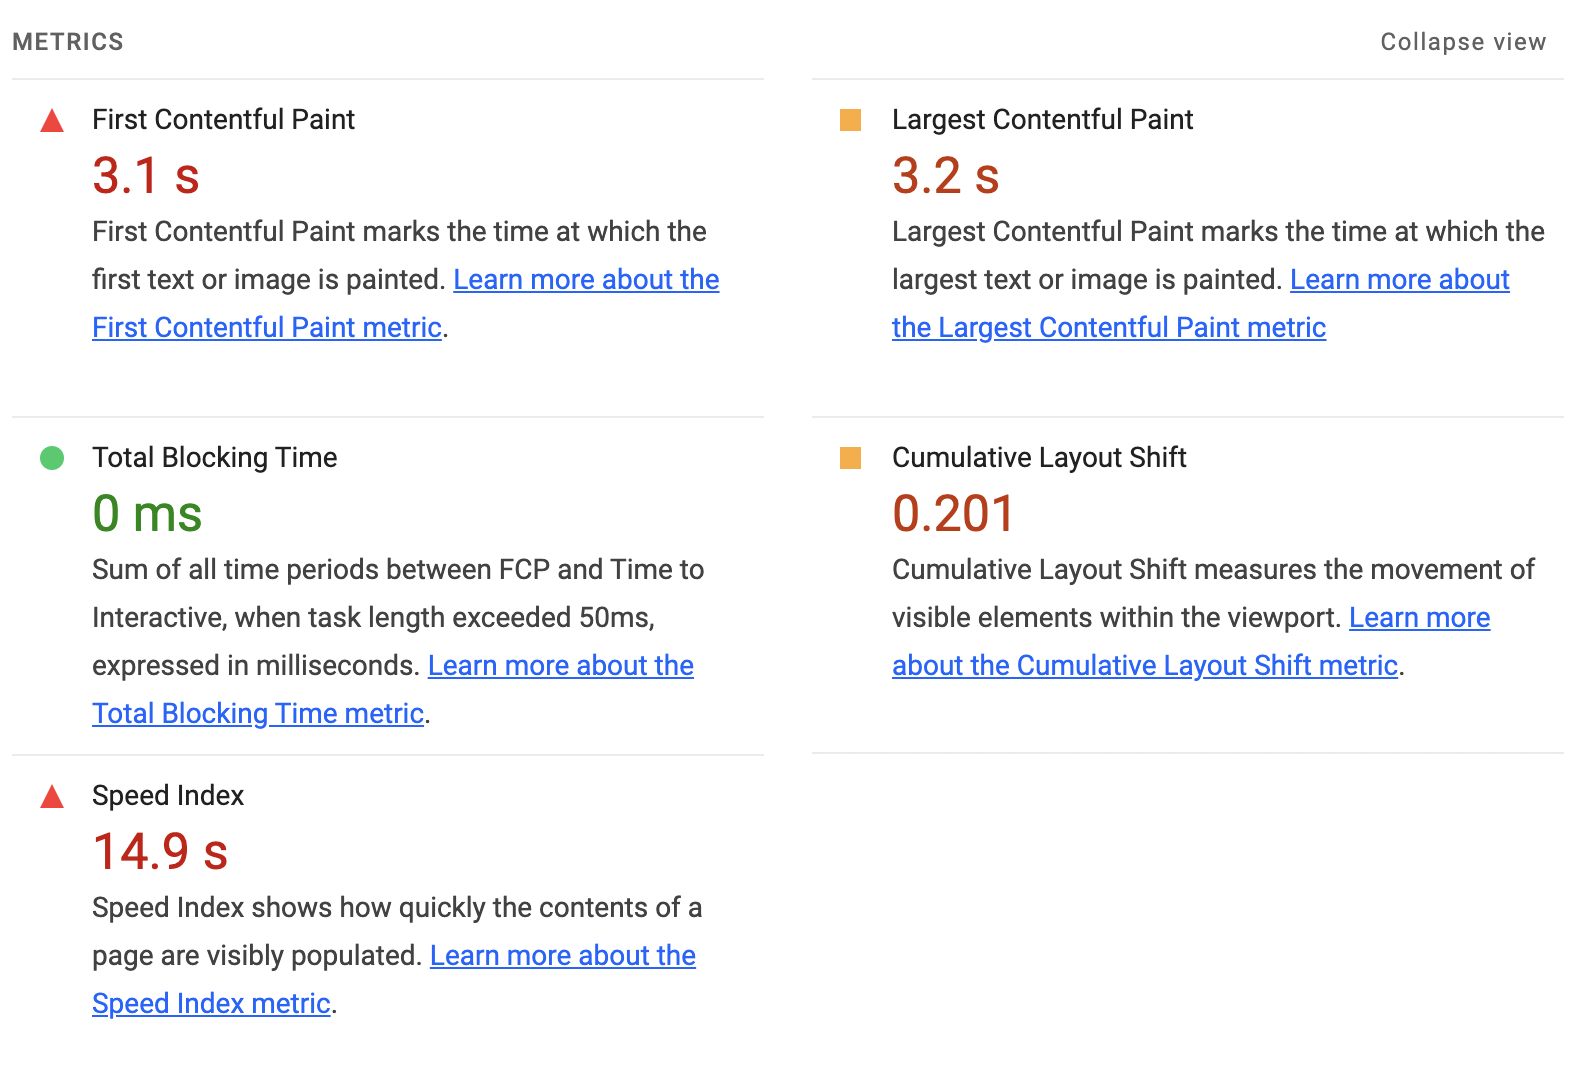 METRICS
Collapse view
First Contentful Paint
3.1 s
First Contentful Paint marks the time at which the
first text or image is painted. Learn more about the
First Contentful Paint metric.
Largest Contentful Paint
3.2 s
Largest Contentful Paint marks the time at which the
largest text or image is painted. Learn more about
the Largest Contentful Paint metric
Total Blocking Time
0 ms
Sum of all time periods between FCP and Time to
Interactive, when task length exceeded 50ms,
expressed in milliseconds. Learn more about the
Total Blocking Time metric.
Cumulative Layout Shift
0.201
Cumulative Layout Shift measures the movement of
visible elements within the viewport. Learn more
about the Cumulative Layout Shift metric.
Speed Index
14.9 s
Speed Index shows how quickly the contents of a
page are visibly populated. Learn more about the
Speed Index metric.